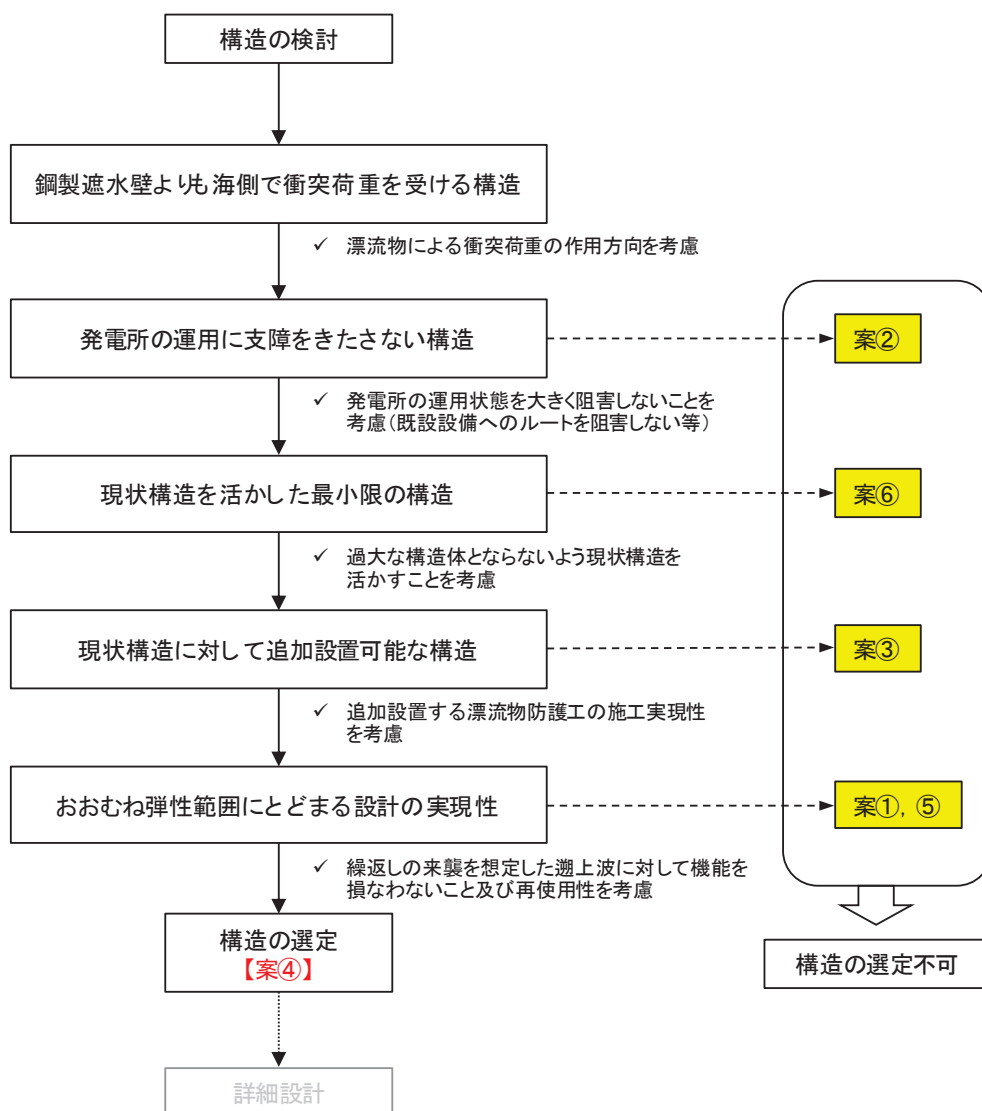 構造の検討
鋼製遮水壁よりも海側で衝突荷重を受ける構造
✓ 漂流物による衝突荷重の作用方向を考慮
発電所の運用に支障をきたさない構造
案②
✓ 発電所の運用状態を大きく阻害しないことを
考慮（既設設備へのルートを阻害しない等）
現状構造を活かした最小限の構造
案⑥
✓ 過大な構造体とならないよう現状構造を
活かすことを考慮
現状構造に対して追加設置可能な構造
案③
✓ 追加設置する漂流物防護工の施工実現性
を考慮
おおむね弾性範囲にとどまる設計の実現性
案①，⑤
✓ 繰返しの来襲を想定した遡上波に対して機能を
損なわないこと及び再使用性を考慮
構造の選定
【案④】
構造の選定不可
詳細設計